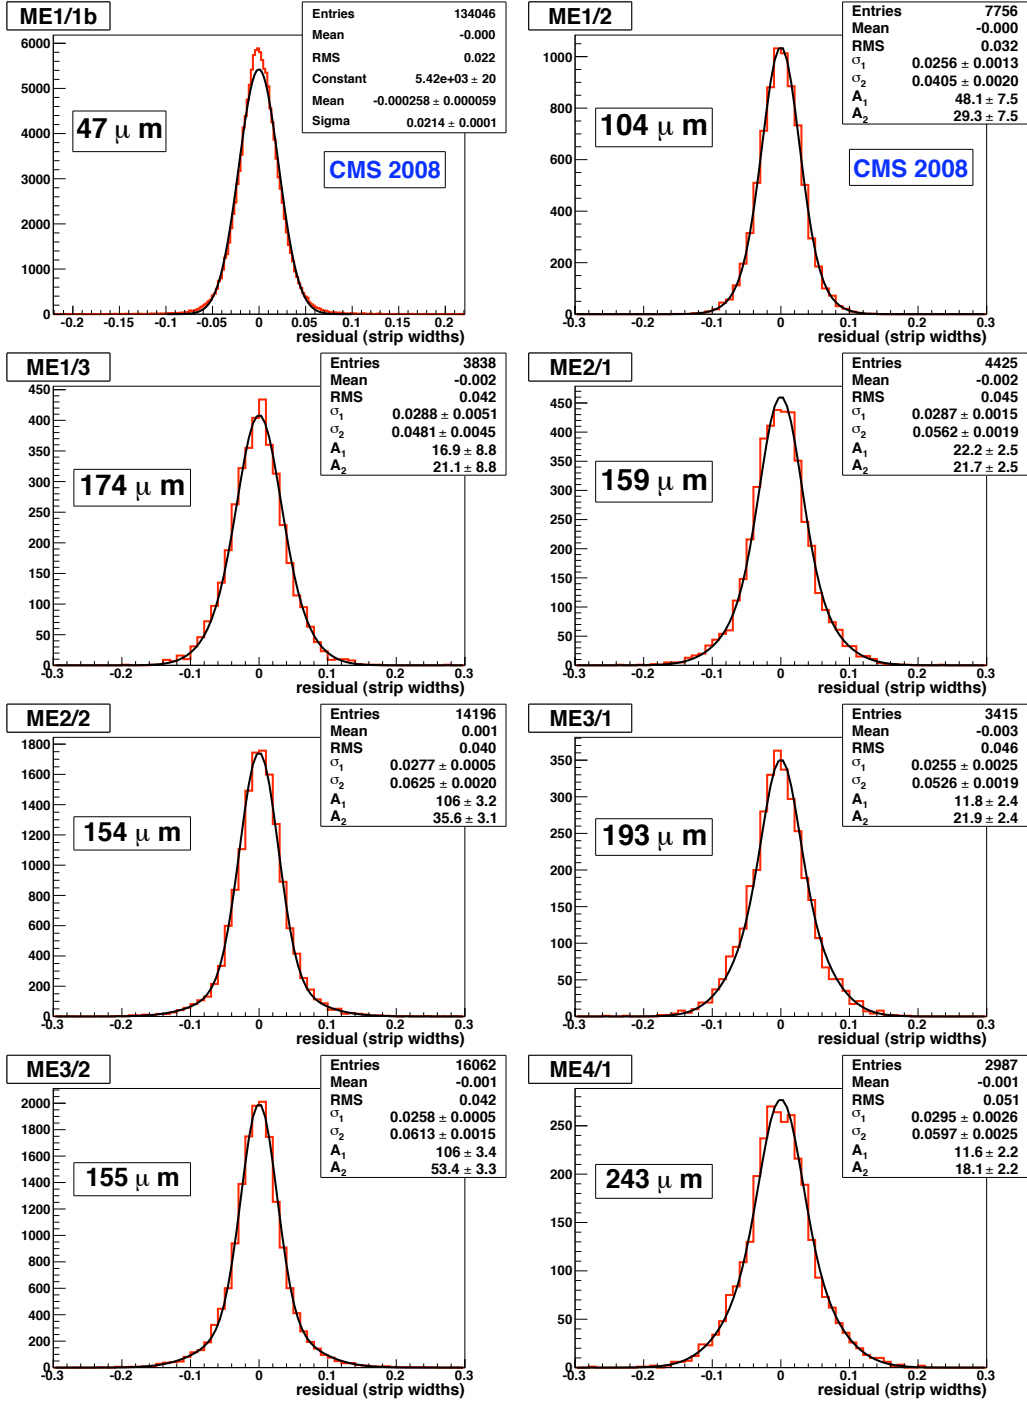 ME1/1b
Entries 134046
Mean -0.000
RMS 0.022
Constant 5.42e+03 ± 20
Mean -0.000258 ± 0.000059
Sigma 0.0214 ± 0.0001
47 μ m
CMS 2008
6000
5000
4000
3000
2000
1000
0
-0.2 -0.15 -0.1 -0.05 0 0.05 0.1 0.15 0.2
residual (strip widths)
ME1/2
Entries 7756
Mean -0.000
RMS 0.032
σ1 0.0256 ± 0.0013
σ2 0.0405 ± 0.0020
A1 48.1 ± 7.5
A2 29.3 ± 7.5
104 μ m
CMS 2008
1000
800
600
400
200
0
-0.3 -0.2 -0.1 0 0.1 0.2 0.3
residual (strip widths)
ME1/3
Entries 3838
Mean -0.002
RMS 0.042
σ1 0.0288 ± 0.0051
σ2 0.0481 ± 0.0045
A1 16.9 ± 8.8
A2 21.1 ± 8.8
174 μ m
450
400
350
300
250
200
150
100
50
0
-0.3 -0.2 -0.1 0 0.1 0.2 0.3
residual (strip widths)
ME2/1
Entries 4425
Mean -0.002
RMS 0.045
σ1 0.0287 ± 0.0015
σ2 0.0562 ± 0.0019
A1 22.2 ± 2.5
A2 21.7 ± 2.5
159 μ m
450
400
350
300
250
200
150
100
50
0
-0.3 -0.2 -0.1 0 0.1 0.2 0.3
residual (strip widths)
ME2/2
Entries 14196
Mean 0.001
RMS 0.040
σ1 0.0277 ± 0.0005
σ2 0.0625 ± 0.0020
A1 106 ± 3.2
A2 35.6 ± 3.1
154 μ m
1800
1600
1400
1200
1000
800
600
400
200
0
-0.3 -0.2 -0.1 0 0.1 0.2 0.3
residual (strip widths)
ME3/1
Entries 3415
Mean -0.003
RMS 0.046
σ1 0.0255 ± 0.0025
σ2 0.0526 ± 0.0019
A1 11.8 ± 2.4
A2 21.9 ± 2.4
193 μ m
350
300
250
200
150
100
50
0
-0.3 -0.2 -0.1 0 0.1 0.2 0.3
residual (strip widths)
ME3/2
Entries 16062
Mean -0.001
RMS 0.042
σ1 0.0258 ± 0.0005
σ2 0.0613 ± 0.0015
A1 106 ± 3.4
A2 53.4 ± 3.3
155 μ m
2000
1800
1600
1400
1200
1000
800
600
400
200
0
-0.3 -0.2 -0.1 0 0.1 0.2 0.3
residual (strip widths)
ME4/1
Entries 2987
Mean -0.001
RMS 0.051
σ1 0.0295 ± 0.0026
σ2 0.0597 ± 0.0025
A1 11.6 ± 2.2
A2 18.1 ± 2.2
243 μ m
250
200
150
100
50
0
-0.3 -0.2 -0.1 0 0.1 0.2 0.3
residual (strip widths)